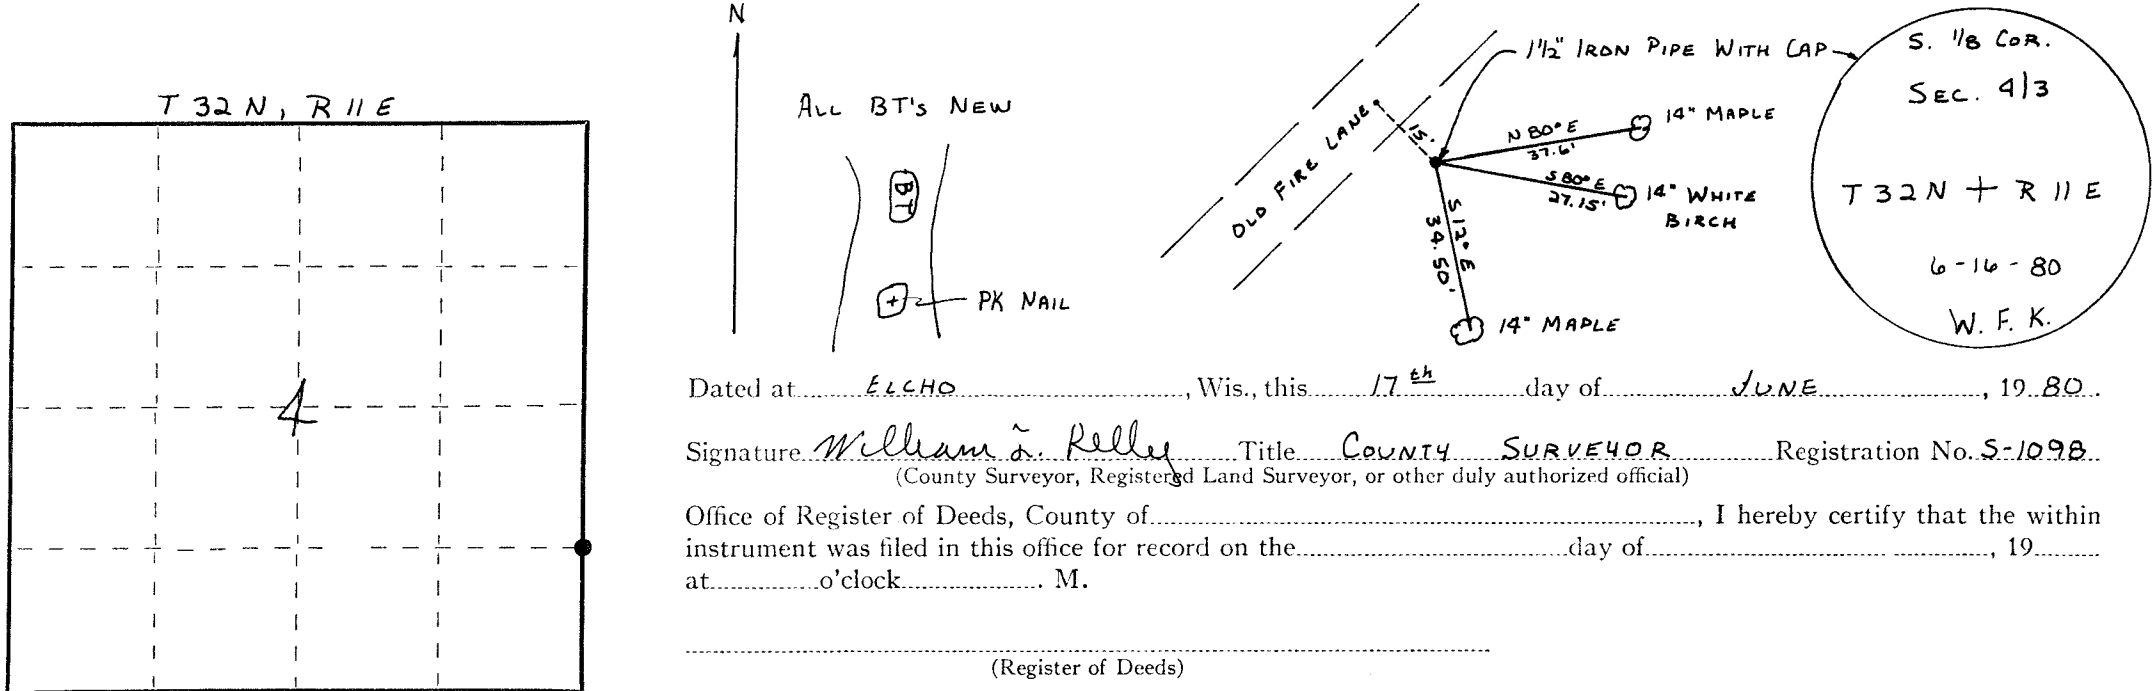 T 32 N, R 11 E
4
N
ALL BT's NEW
BT
PK NAIL
1 1/2" IRON PIPE WITH CAP
OLD FIRE LANE
15'
N 80° E
37.6'
14" MAPLE
S 80° E
27.15'
14" WHITE
BIRCH
S 12° E
34.50'
14" MAPLE
S. 1/8 COR.
SEC. 4/3
T 32 N + R 11 E
6-16-80
W. F. K.
Dated at ELCHO, Wis., this 17th day of JUNE, 19 80.
Signature William F. Kelley Title COUNTY SURVEYOR Registration No. S-1098
(County Surveyor, Registered Land Surveyor, or other duly authorized official)
Office of Register of Deeds, County of, I hereby certify that the within
instrument was filed in this office for record on the day of, 19
at o'clock. M.
(Register of Deeds)